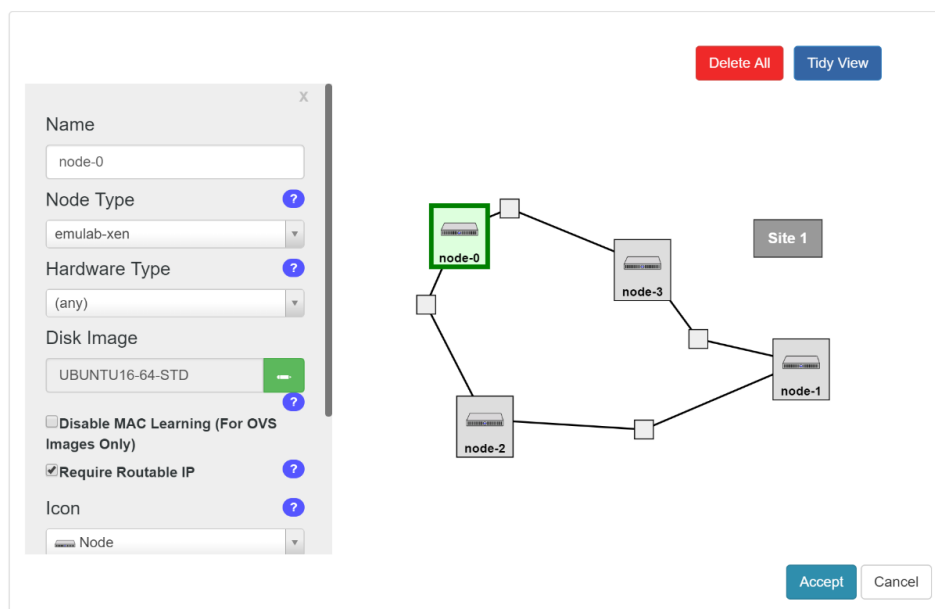 Delete All
Tidy View
x
Name
node-0
Node Type
?
emulab-xen
Hardware Type
?
(any)
Disk Image
UBUNTU16-64-STD
?
Disable MAC Learning (For OVS
Images Only)
Require Routable IP
?
Icon
?
Node
node-0
node-3
Site 1
node-1
node-2
Accept
Cancel